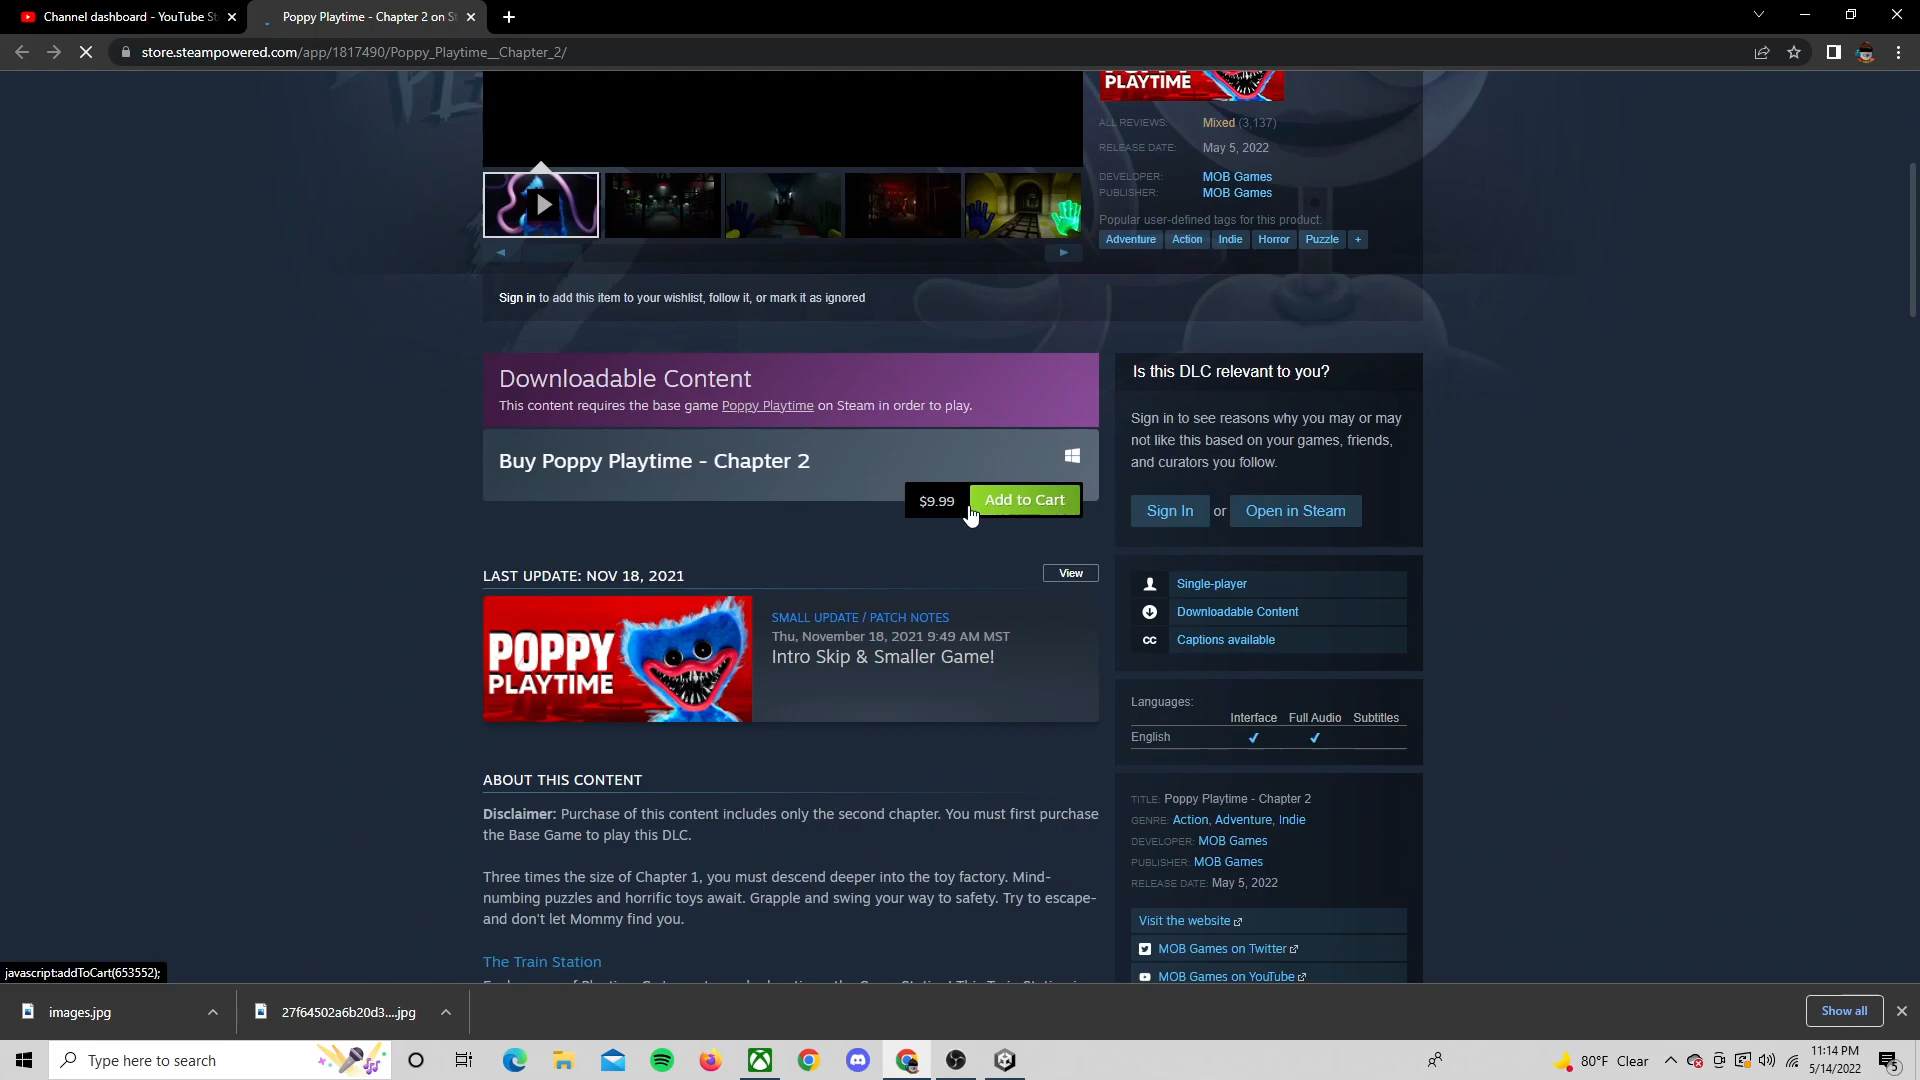 Channel dashboard - YouTube St
Poppy Playtime - Chapter 2 on St
store.steampowered.com/app/1817490/Poppy_Playtime__Chapter_2/
PLAYTIME
ALL REVIEWS: Mixed (3,137)
RELEASE DATE: May 5, 2022
DEVELOPER: MOB Games
PUBLISHER: MOB Games
Popular user-defined tags for this product:
Adventure Action Indie Horror Puzzle +
Sign in to add this item to your wishlist, follow it, or mark it as ignored
Downloadable Content
This content requires the base game Poppy Playtime on Steam in order to play.
Buy Poppy Playtime - Chapter 2
$9.99 Add to Cart
Is this DLC relevant to you?
Sign in to see reasons why you may or may
not like this based on your games, friends,
and curators you follow.
Sign In or Open in Steam
LAST UPDATE: NOV 18, 2021
View
POPPY
PLAYTIME
SMALL UPDATE / PATCH NOTES
Thu, November 18, 2021 9:49 AM MST
Intro Skip & Smaller Game!
Single-player
Downloadable Content
CC Captions available
Languages:
Interface Full Audio Subtitles
English ✔ ✔
ABOUT THIS CONTENT
Disclaimer: Purchase of this content includes only the second chapter. You must first purchase
the Base Game to play this DLC.
Three times the size of Chapter 1, you must descend deeper into the toy factory. Mind-
numbing puzzles and horrific toys await. Grapple and swing your way to safety. Try to escape-
and don't let Mommy find you.
The Train Station
TITLE: Poppy Playtime - Chapter 2
GENRE: Action, Adventure, Indie
DEVELOPER: MOB Games
PUBLISHER: MOB Games
RELEASE DATE: May 5, 2022
Visit the website
MOB Games on Twitter
MOB Games on YouTube
javascript:addToCart(653552);
images.jpg
27f64502a6b20d3....jpg
Show all
Type here to search
80°F Clear
11:14 PM
5/14/2022
5